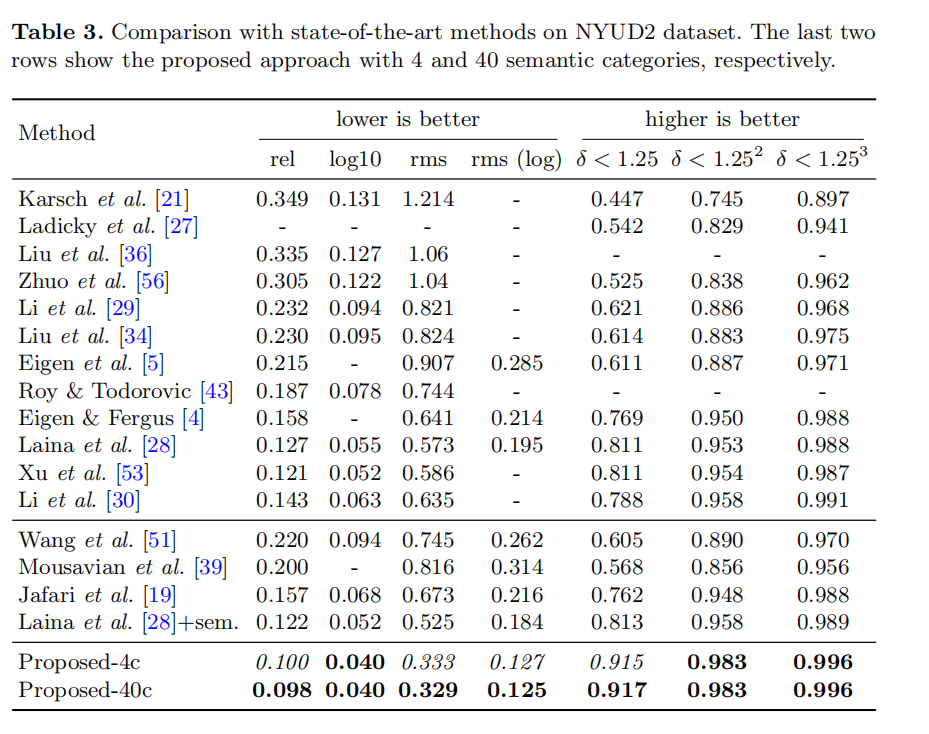 Table 3. Comparison with state-of-the-art methods on NYUD2 dataset. The last two
rows show the proposed approach with 4 and 40 semantic categories, respectively.
Method lower is better higher is better
rel log10 rms rms (log) δ < 1.25 δ < 1.25² δ < 1.25³
Karsch et al. [21] 0.349 0.131 1.214 - 0.447 0.745 0.897
Ladicky et al. [27] - - - - 0.542 0.829 0.941
Liu et al. [36] 0.335 0.127 1.06 - - - -
Zhuo et al. [56] 0.305 0.122 1.04 - 0.525 0.838 0.962
Li et al. [29] 0.232 0.094 0.821 - 0.621 0.886 0.968
Liu et al. [34] 0.230 0.095 0.824 - 0.614 0.883 0.975
Eigen et al. [5] 0.215 - 0.907 0.285 0.611 0.887 0.971
Roy & Todorovic [43] 0.187 0.078 0.744 - - - -
Eigen & Fergus [4] 0.158 - 0.641 0.214 0.769 0.950 0.988
Laina et al. [28] 0.127 0.055 0.573 0.195 0.811 0.953 0.988
Xu et al. [53] 0.121 0.052 0.586 - 0.811 0.954 0.987
Li et al. [30] 0.143 0.063 0.635 - 0.788 0.958 0.991
Wang et al. [51] 0.220 0.094 0.745 0.262 0.605 0.890 0.970
Mousavian et al. [39] 0.200 - 0.816 0.314 0.568 0.856 0.956
Jafari et al. [19] 0.157 0.068 0.673 0.216 0.762 0.948 0.988
Laina et al. [28]+sem. 0.122 0.052 0.525 0.184 0.813 0.958 0.989
Proposed-4c 0.100 0.040 0.333 0.127 0.915 0.983 0.996
Proposed-40c 0.098 0.040 0.329 0.125 0.917 0.983 0.996